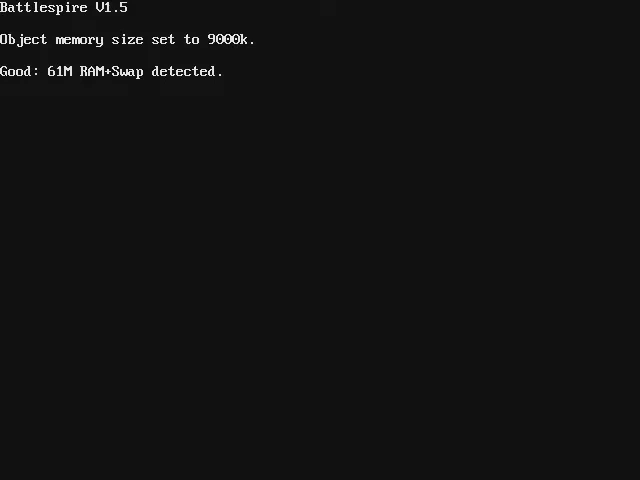 Battlespire V1.5
Object memory size set to 9000k.
Good: 61M RAM+Swap detected.